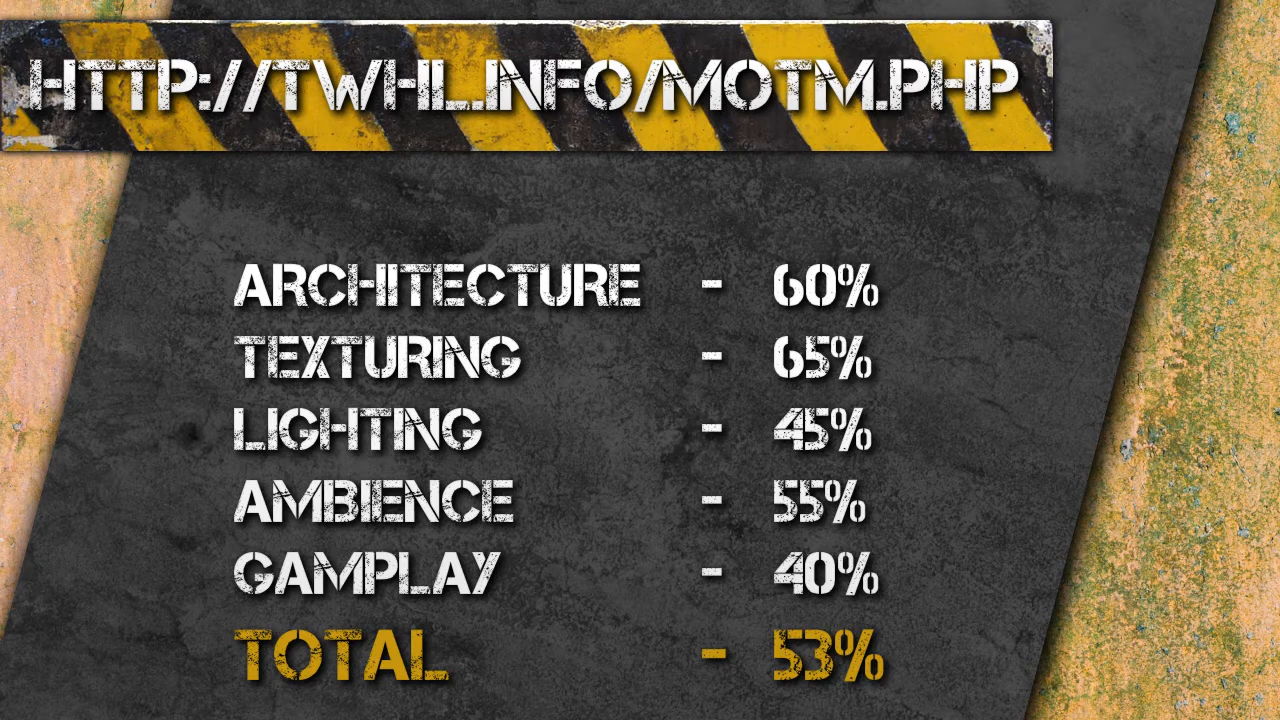 HTTP://TWHL.INFO/MOTM.PHP
ARCHITECTURE - 60%
TEXTURING - 65%
LIGHTING - 45%
AMBIENCE - 55%
GAMPLAY - 40%
TOTAL - 53%